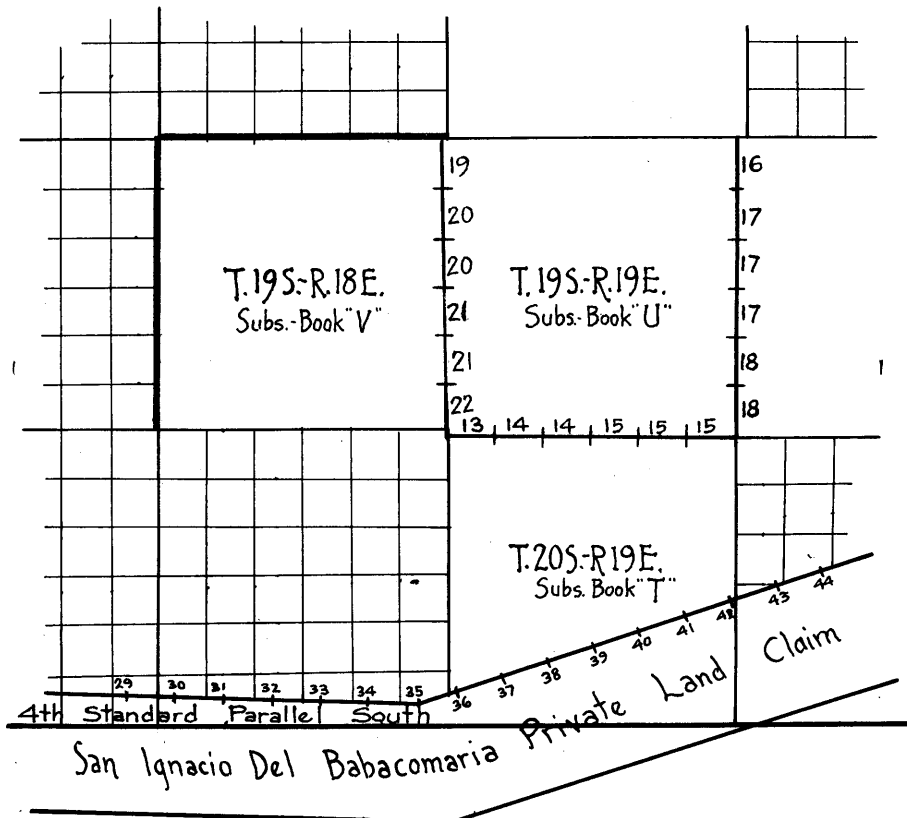 19
20
20
21
21
22
16
17
17
17
18
18
T.19S.-R.18E.
Subs.-Book "V"
T.19S.-R.19E.
Subs.-Book "U"
13 14 14 15 15 15
T.20S.-R19E.
Subs. Book "T"
29 30 31 32 33 34 35 36 37 38 39 40 41 42 43 44
4th Standard Parallel South
San Ignacio Del Babacomaria Private Land Claim